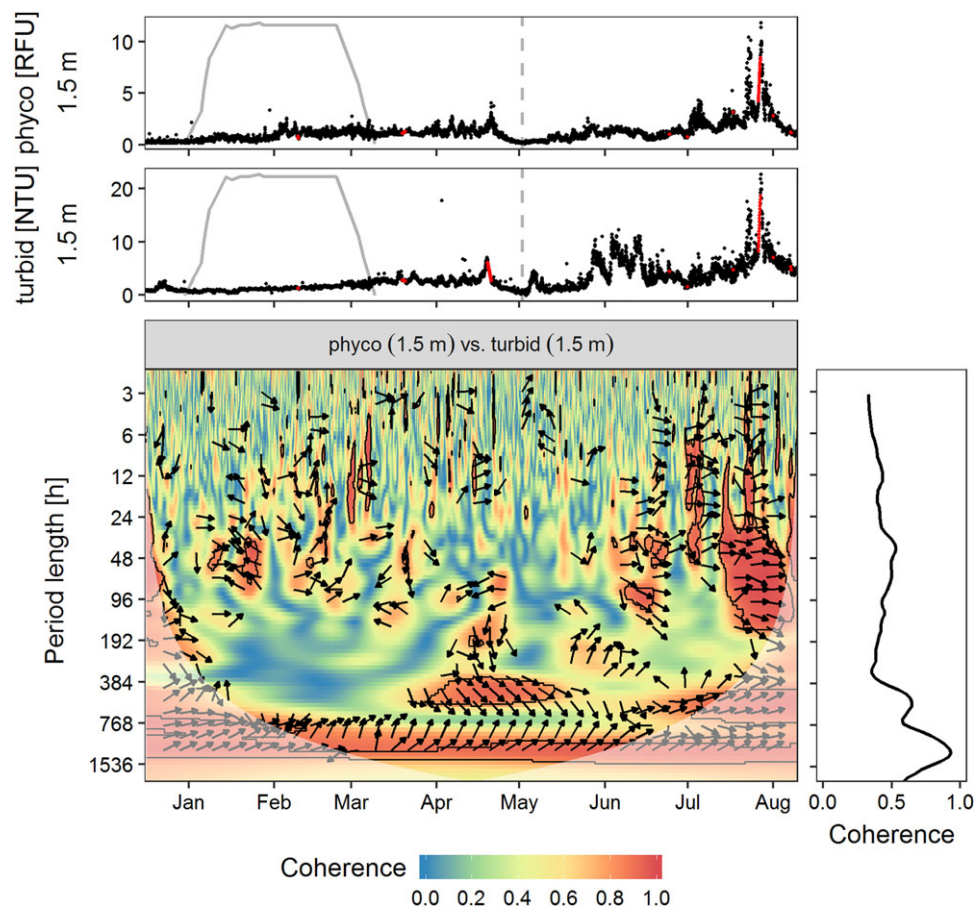 phyco [RFU]
1.5 m
10
5
0
turbid [NTU]
1.5 m
20
10
0
phyco (1.5 m) vs. turbid (1.5 m)
Period length [h]
3
6
12
24
48
96
192
384
768
1536
Jan Feb Mar Apr May Jun Jul Aug
0.0 0.5 1.0
Coherence
Coherence
0.0 0.2 0.4 0.6 0.8 1.0